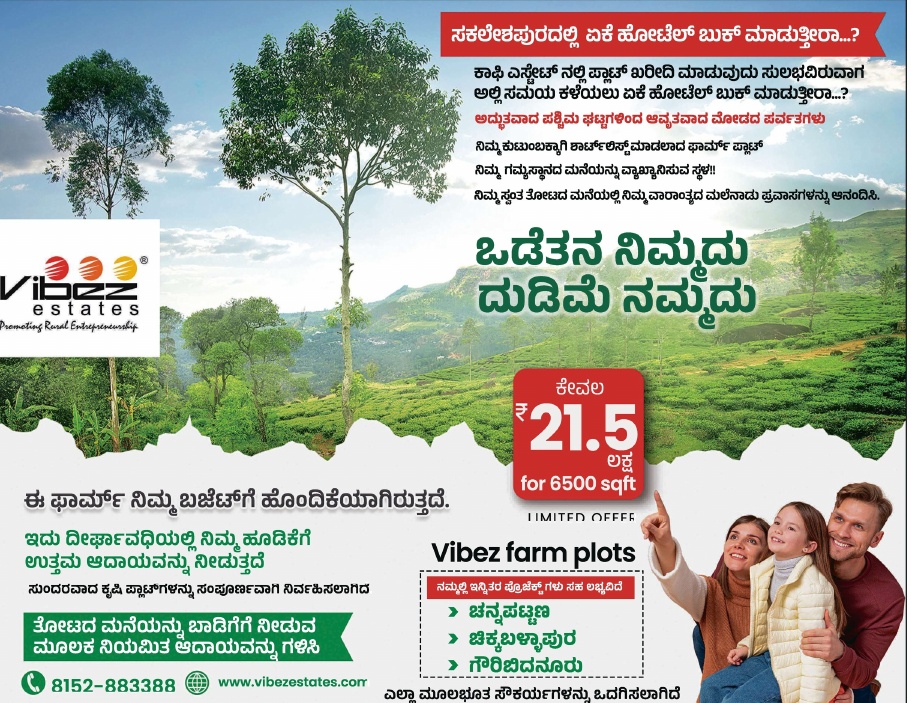 ಸಕಲೇಶಪುರದಲ್ಲಿ ಏಕೆ ಹೋಟೆಲ್ ಬುಕ್ ಮಾಡುತ್ತೀರಾ...?
ಕಾಫಿ ಎಸ್ಟೇಟ್ ನಲ್ಲಿ ಪ್ಲಾಟ್ ಖರೀದಿ ಮಾಡುವುದು ಸುಲಭವಿರುವಾಗ
ಅಲ್ಲಿ ಸಮಯ ಕಳೆಯಲು ಏಕೆ ಹೋಟೆಲ್ ಬುಕ್ ಮಾಡುತ್ತೀರಾ...?
ಅದ್ಭುತವಾದ ಪಶ್ಚಿಮ ಘಟ್ಟಗಳಿಂದ ಆವೃತವಾದ ಮೋಡದ ಪರ್ವತಗಳು
ನಿಮ್ಮ ಕುಟುಂಬಕ್ಕಾಗಿ ಶಾರ್ಟ್‌ಲಿಸ್ಟ್ ಮಾಡಲಾದ ಫಾರ್ಮ್ ಪ್ಲಾಟ್
ನಿಮ್ಮ ಗಮ್ಯಸ್ಥಾನದ ಮನೆಯನ್ನು ವ್ಯಾಖ್ಯಾನಿಸುವ ಸ್ಥಳ!!
ನಿಮ್ಮ ಸ್ವಂತ ತೋಟದ ಮನೆಯಲ್ಲಿ ನಿಮ್ಮ ವಾರಾಂತ್ಯದ ಮಲೆನಾಡು ಪ್ರವಾಸಗಳನ್ನು ಆನಂದಿಸಿ.
ಒಡೆತನ ನಿಮ್ಮದು
ದುಡಿಮೆ ನಮ್ಮದು
Vibez®
estates
Promoting Rural Entrepreneurship
ಕೇವಲ
₹21.5
ಲಕ್ಷ
for 6500 sqft
LIMITED OFFER
ಈ ಫಾರ್ಮ್ ನಿಮ್ಮ ಬಜೆಟ್‌ಗೆ ಹೊಂದಿಕೆಯಾಗಿರುತ್ತದೆ.
ಇದು ದೀರ್ಘಾವಧಿಯಲ್ಲಿ ನಿಮ್ಮ ಹೂಡಿಕೆಗೆ
ಉತ್ತಮ ಆದಾಯವನ್ನು ನೀಡುತ್ತದೆ
ಸುಂದರವಾದ ಕೃಷಿ ಪ್ಲಾಟ್‌ಗಳನ್ನು ಸಂಪೂರ್ಣವಾಗಿ ನಿರ್ವಹಿಸಲಾಗಿದ
ತೋಟದ ಮನೆಯನ್ನು ಬಾಡಿಗೆಗೆ ನೀಡುವ
ಮೂಲಕ ನಿಯಮಿತ ಆದಾಯವನ್ನು ಗಳಿಸಿ
8152-883388 www.vibezestates.com
Vibez farm plots
ನಮ್ಮಲ್ಲಿ ಇನ್ನಿತರ ಪ್ರೊಜೆಕ್ಟ್ ಗಳು ಸಹ ಲಭ್ಯವಿದೆ
> ಚನ್ನಪಟ್ಟಣ
> ಚಿಕ್ಕಬಳ್ಳಾಪುರ
> ಗೌರಿಬಿದನೂರು
ಎಲ್ಲಾ ಮೂಲಭೂತ ಸೌಕರ್ಯಗಳನ್ನು ಒದಗಿಸಲಾಗಿದೆ